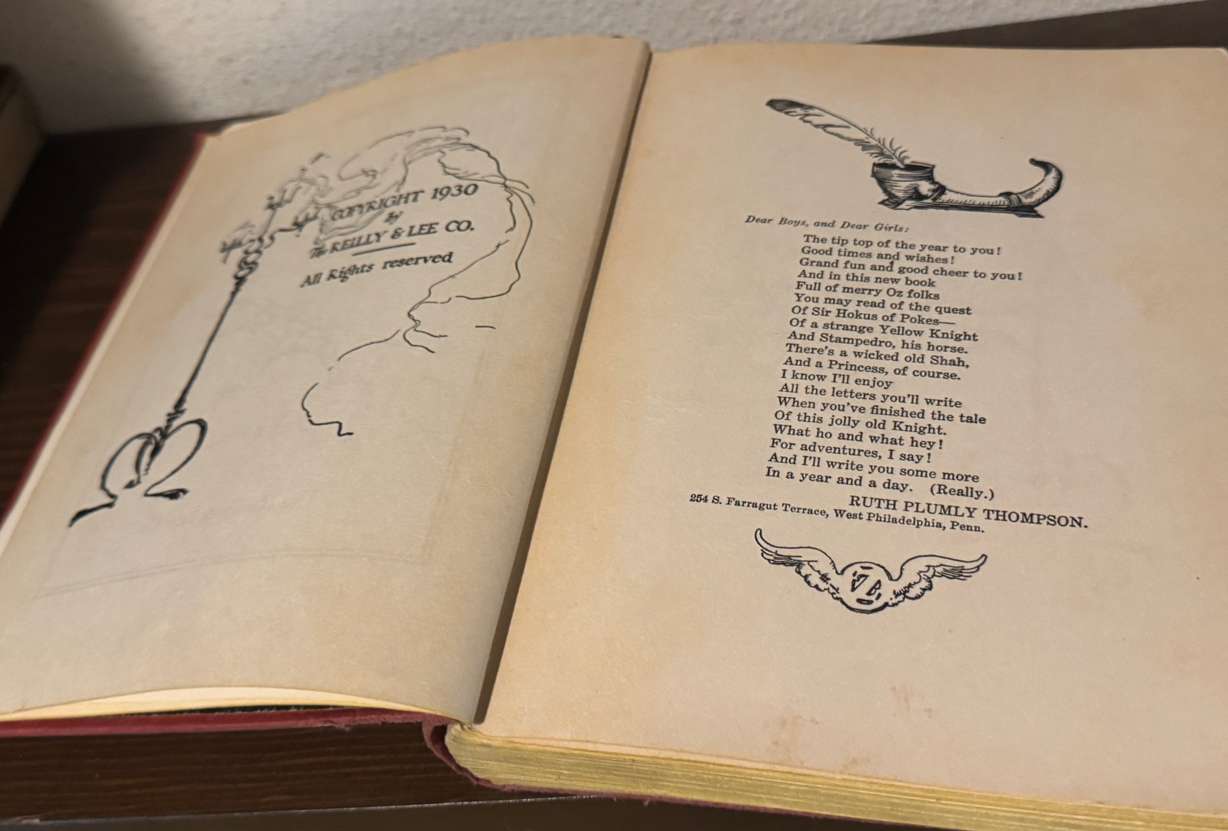 COPYRIGHT 1930
by
The REILLY & LEE CO.
All Rights reserved
Dear Boys, and Dear Girls:
The tip top of the year to you!
Good times and wishes!
Grand fun and good cheer to you!
And in this new book
Full of merry Oz folks
You may read of the quest
Of Sir Hokus of Pokes—
Of a strange Yellow Knight
And Stampedro, his horse.
There's a wicked old Shah,
And a Princess, of course.
I know I'll enjoy
All the letters you'll write
When you've finished the tale
Of this jolly old Knight.
What ho and what hey!
For adventures, I say!
And I'll write you some more
In a year and a day. (Really.)
RUTH PLUMLY THOMPSON.
254 S. Farragut Terrace, West Philadelphia, Penn.